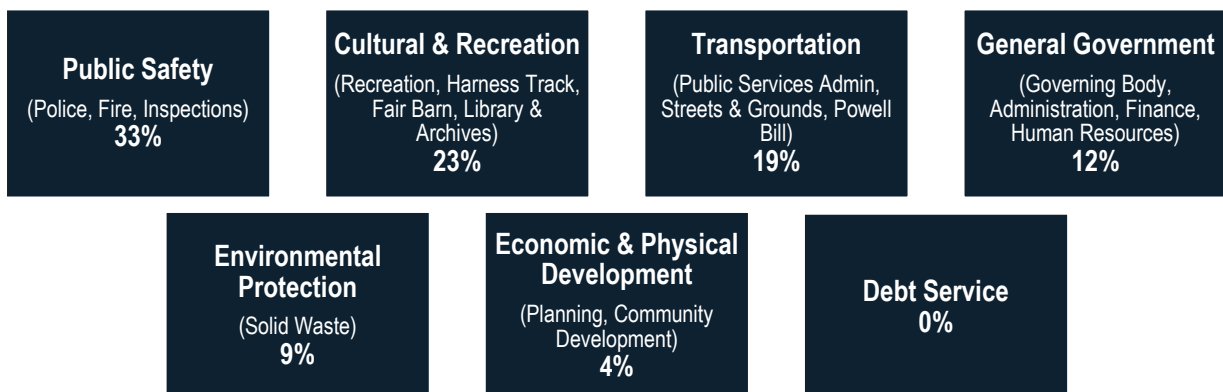 Public Safety
(Police, Fire, Inspections)
33%
Cultural & Recreation
(Recreation, Harness Track,
Fair Barn, Library &
Archives)
23%
Transportation
(Public Services Admin,
Streets & Grounds, Powell
Bill)
19%
General Government
(Governing Body,
Administration, Finance,
Human Resources)
12%
Environmental
Protection
(Solid Waste)
9%
Economic & Physical
Development
(Planning, Community
Development)
4%
Debt Service
0%